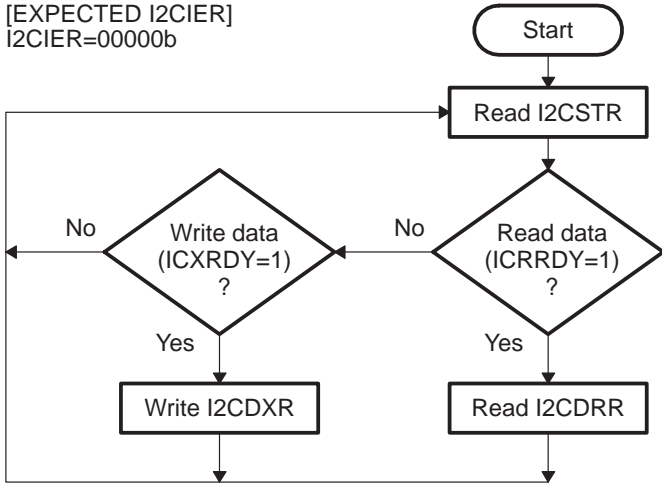 [EXPECTED I2CIER]
I2CIER=00000b
Start
Read I2CSTR
No
Write data
(ICXRDY=1)
?
No
Read data
(ICRRDY=1)
?
Yes
Yes
Write I2CDXR
Read I2CDRR